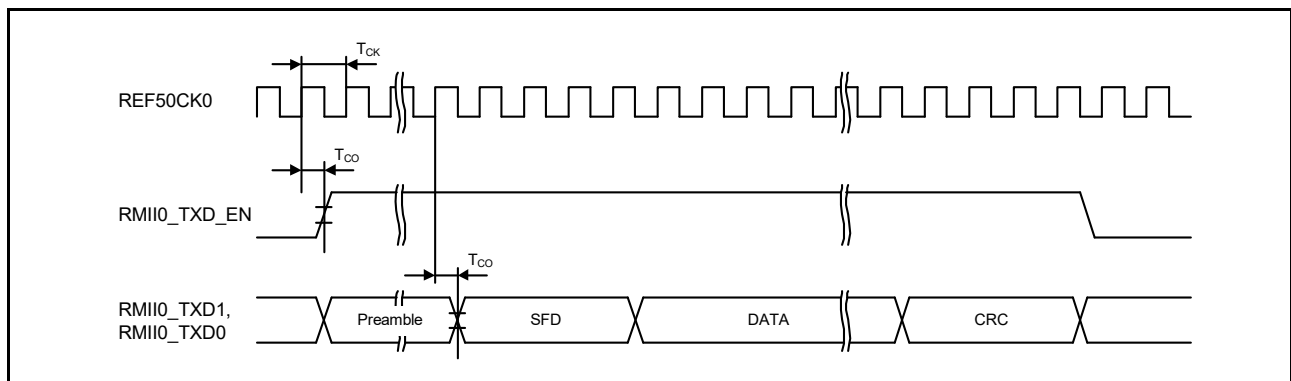 TCK
REF50CK0
TCO
RMII0_TXD_EN
TCO
RMII0_TXD1,
RMII0_TXD0
Preamble
SFD
DATA
CRC